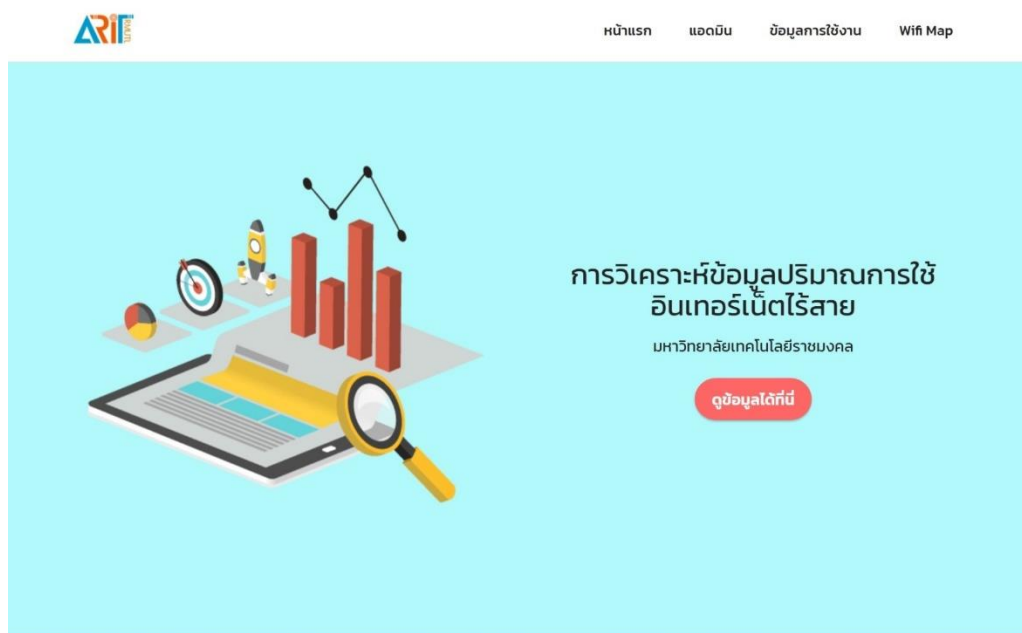 ARIT
หน้าแรก
แอดมิน
ข้อมูลการใช้งาน
Wifi Map
การวิเคราะห์ข้อมูลปริมาณการใช้
อินเทอร์เน็ตไร้สาย
มหาวิทยาลัยเทคโนโลยีราชมงคล
ดูข้อมูลได้ที่นี่